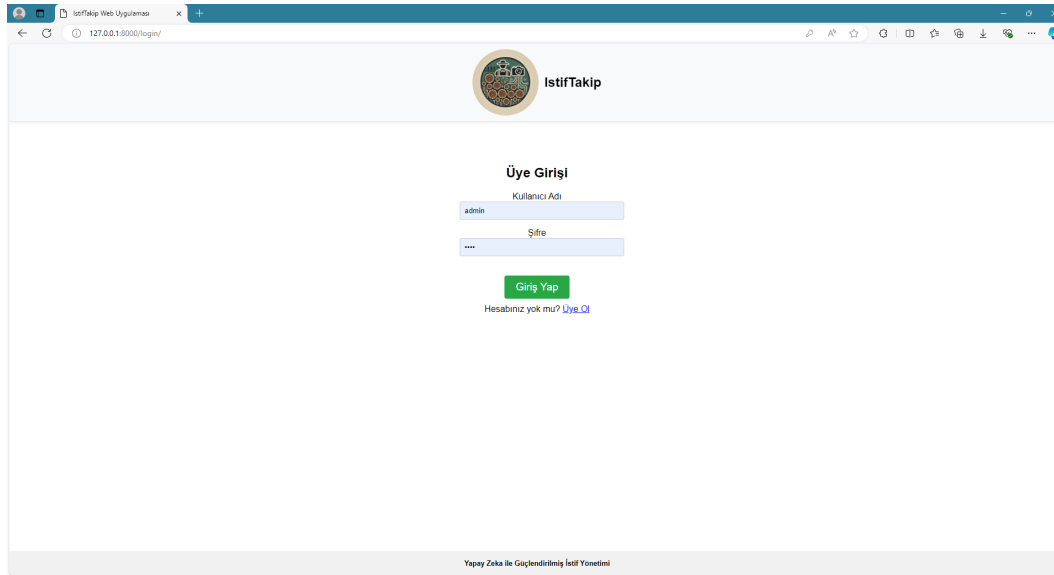 IstifTakip Web Uygulaması
127.0.0.1:8000/login/
IstifTakip
Üye Girişi
Kullanıcı Adı
admin
Şifre
••••
Giriş Yap
Hesabınız yok mu? Üye Ol
Yapay Zeka ile Güçlendirilmiş İstif Yönetimi